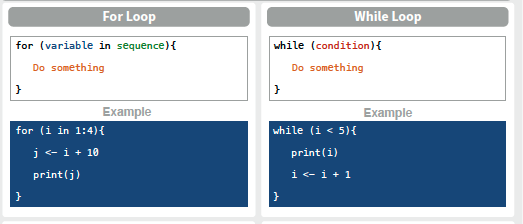 For Loop
for (variable in sequence){
Do something
}
Example
for (i in 1:4){
j <- i + 10
print(j)
}
While Loop
while (condition){
Do something
}
Example
while (i < 5){
print(i)
i <- i + 1
}